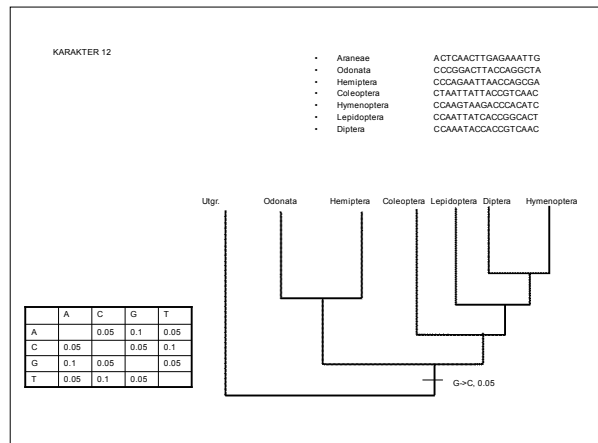 KARAKTER 12
• Araneae ACTCAACTTGAGAAATTG
• Odonata CCCGGACTTACCAGGCTA
• Hemiptera CCCAGAATTAACCAGCGA
• Coleoptera CTAATTATTACCGTCAAC
• Hymenoptera CCAAGTAAGACCCACATC
• Lepidoptera CCAATTATCACCGGCACT
• Diptera CCAAATACCACCGTCAAC
Utgr. Odonata Hemiptera Coleoptera Lepidoptera Diptera Hymenoptera
A C G T
A 0.05 0.1 0.05
C 0.05 0.05 0.1
G 0.1 0.05 0.05
T 0.05 0.1 0.05
G->C, 0.05